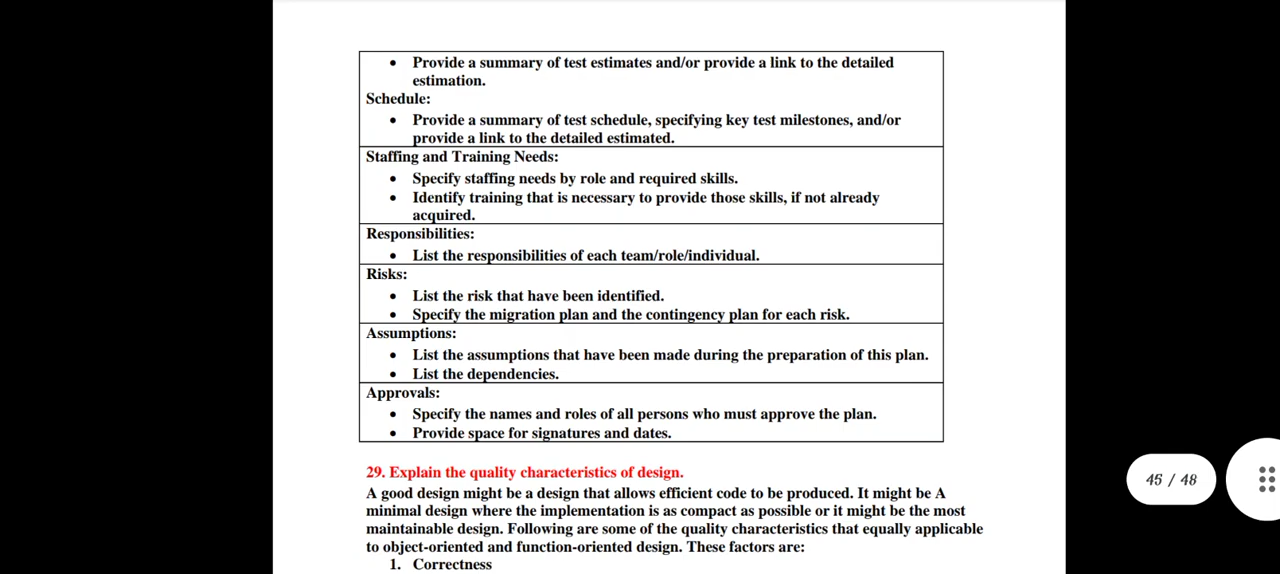 • Provide a summary of test estimates and/or provide a link to the detailed
estimation.
Schedule:
• Provide a summary of test schedule, specifying key test milestones, and/or
provide a link to the detailed estimated.
Staffing and Training Needs:
• Specify staffing needs by role and required skills.
• Identify training that is necessary to provide those skills, if not already
acquired.
Responsibilities:
• List the responsibilities of each team/role/individual.
Risks:
• List the risk that have been identified.
• Specify the migration plan and the contingency plan for each risk.
Assumptions:
• List the assumptions that have been made during the preparation of this plan.
• List the dependencies.
Approvals:
• Specify the names and roles of all persons who must approve the plan.
• Provide space for signatures and dates.
29. Explain the quality characteristics of design.
A good design might be a design that allows efficient code to be produced. It might be A
minimal design where the implementation is as compact as possible or it might be the most
maintainable design. Following are some of the quality characteristics that equally applicable
to object-oriented and function-oriented design. These factors are:
1. Correctness
45 / 48